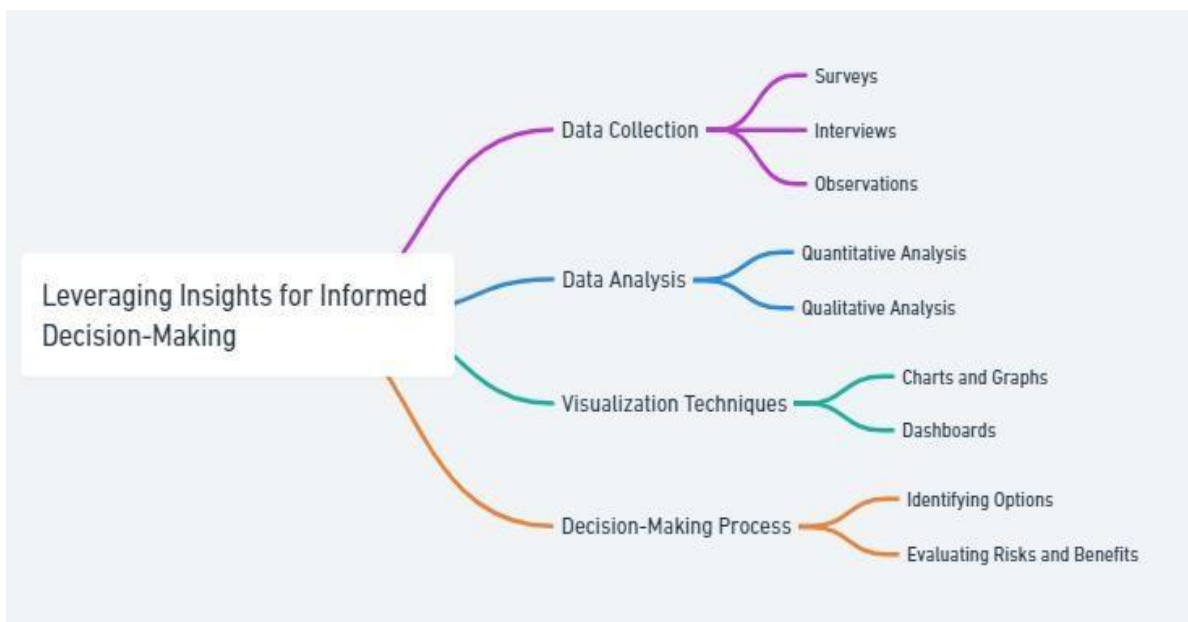 Leveraging Insights for Informed
Decision-Making
Data Collection
Surveys
Interviews
Observations
Data Analysis
Quantitative Analysis
Qualitative Analysis
Visualization Techniques
Charts and Graphs
Dashboards
Decision-Making Process
Identifying Options
Evaluating Risks and Benefits